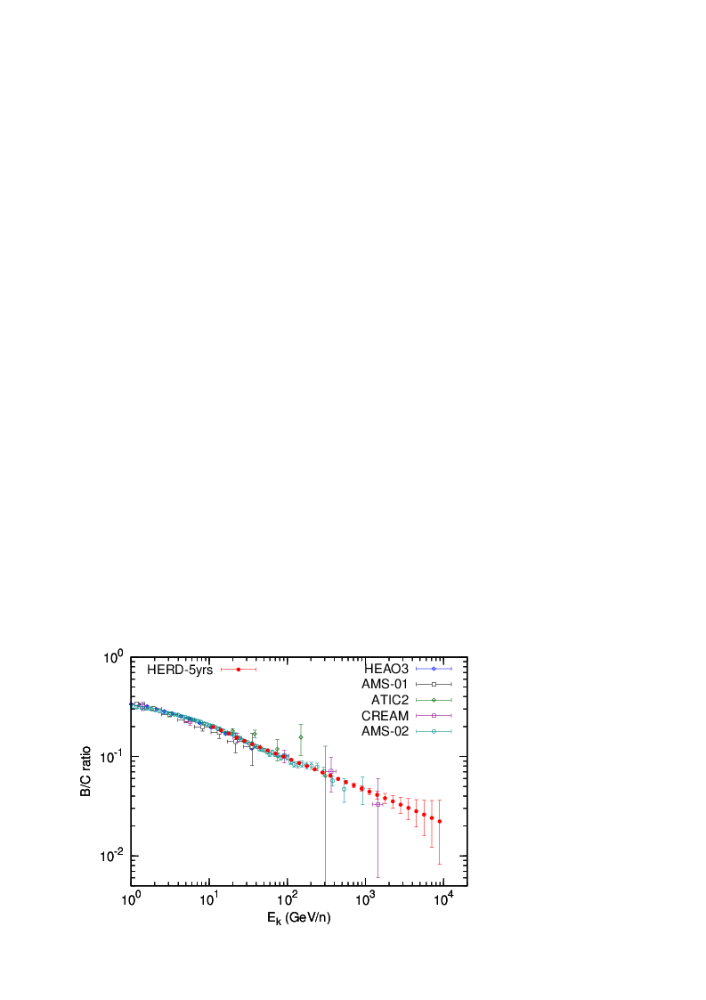 HERD-5yrs
HEAO3
AMS-01
ATIC2
CREAM
AMS-02
B/C ratio
10^0
10^-1
10^-2
10^0 10^1 10^2 10^3 10^4
E_k (GeV/n)